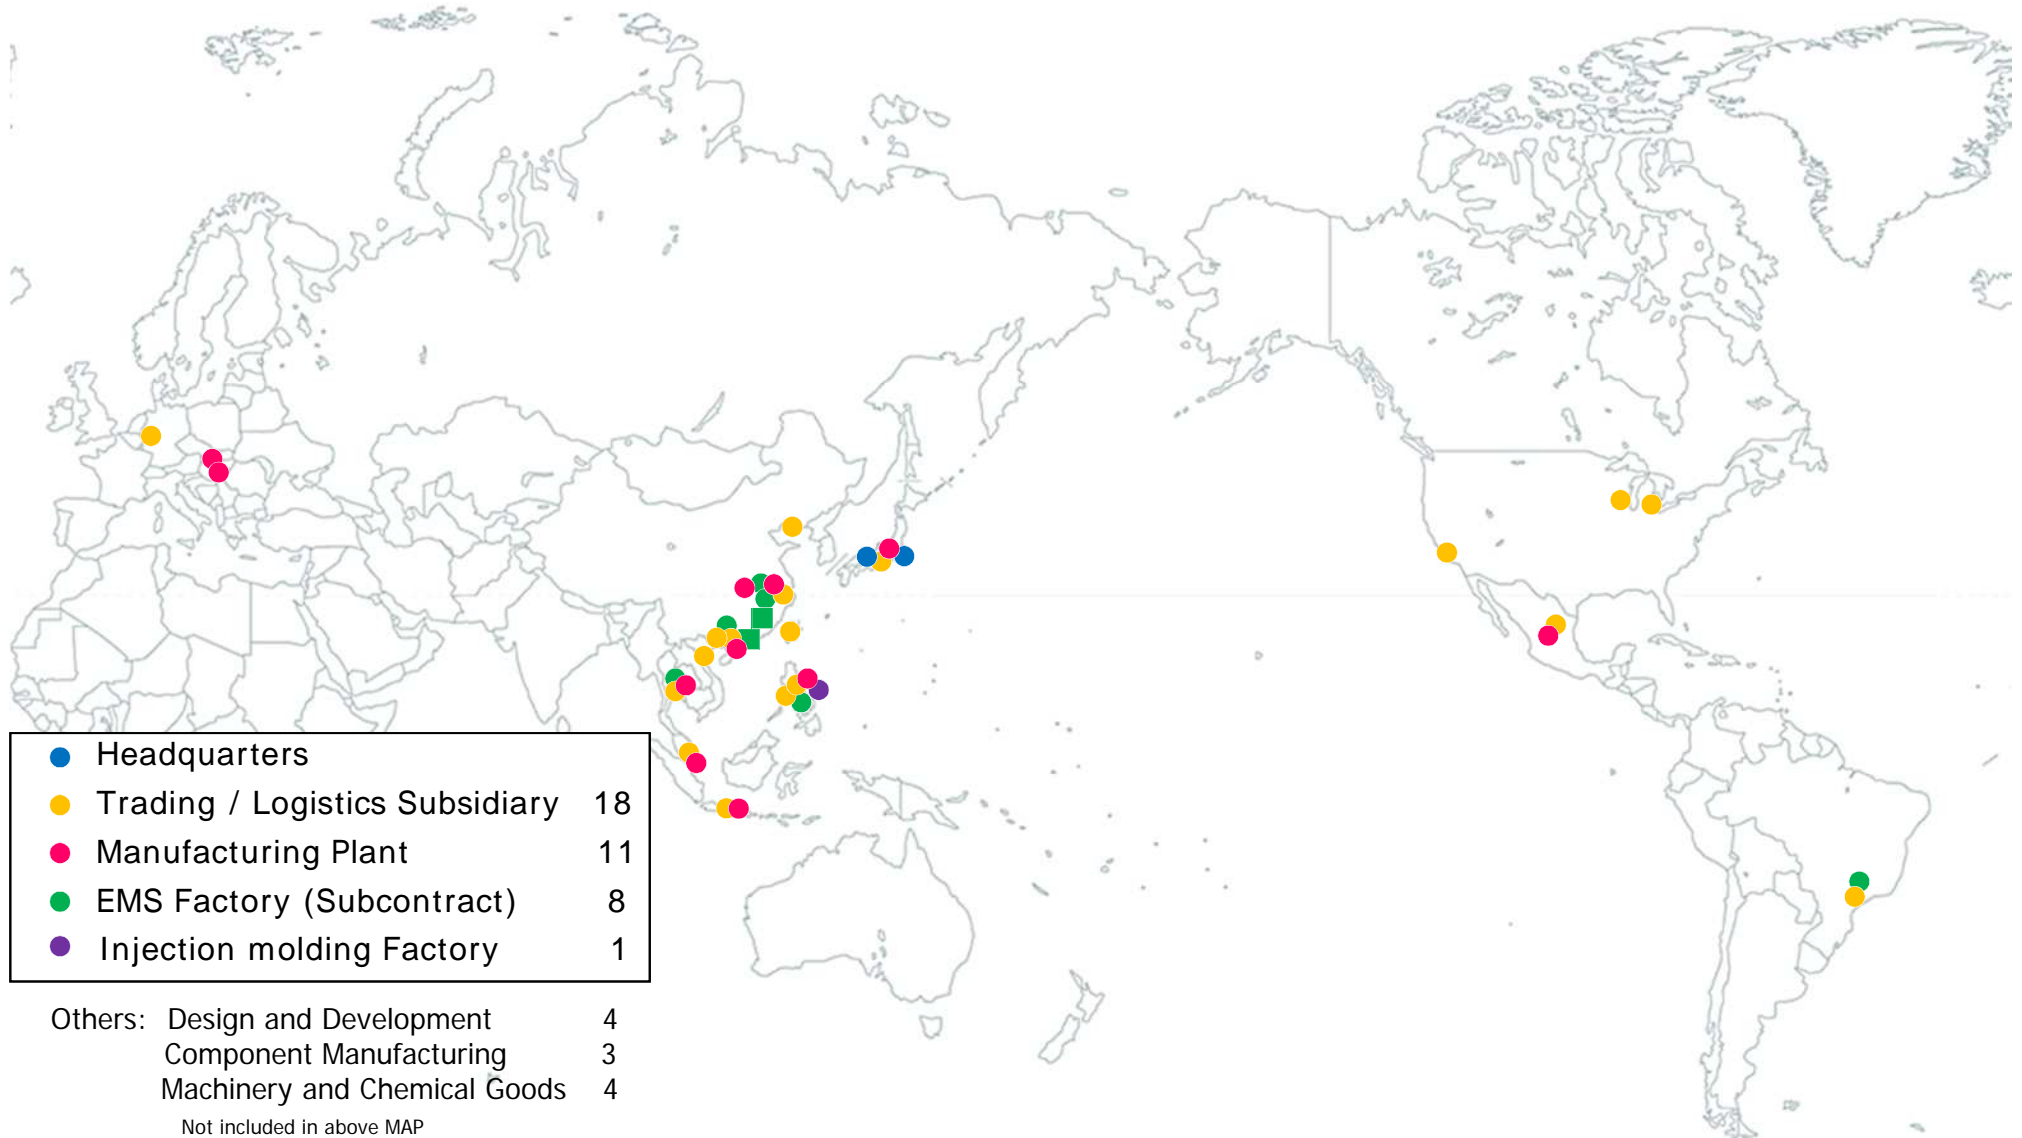 Headquarters
Trading / Logistics Subsidiary 18
Manufacturing Plant 11
EMS Factory (Subcontract) 8
Injection molding Factory 1
Others: Design and Development 4
Component Manufacturing 3
Machinery and Chemical Goods 4
Not included in above MAP